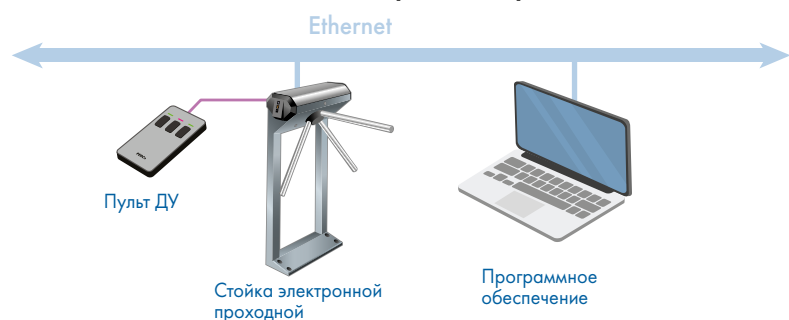 Ethernet
Пульт ДУ
Стойка электронной
проходной
Программное
обеспечение